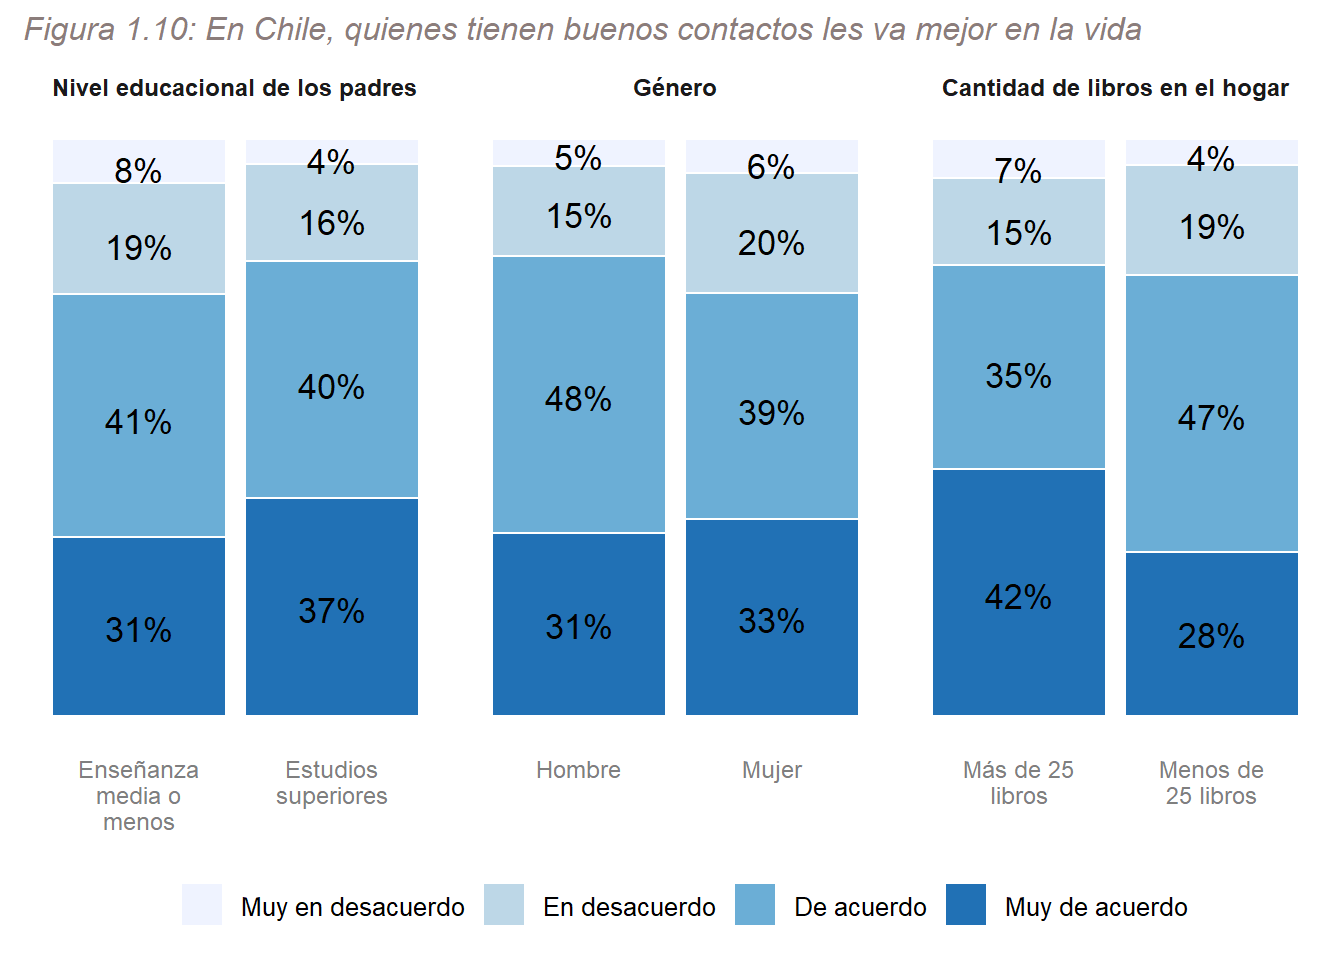 Figura 1.10: En Chile, quienes tienen buenos contactos les va mejor en la vida
Nivel educacional de los padres
8%
4%
19%
16%
41%
40%
31%
37%
Enseñanza
media o
menos
Estudios
superiores
Género
5%
6%
15%
20%
48%
39%
31%
33%
Hombre
Mujer
Cantidad de libros en el hogar
7%
4%
15%
19%
35%
47%
42%
28%
Más de 25
libros
Menos de
25 libros
Muy en desacuerdo
En desacuerdo
De acuerdo
Muy de acuerdo